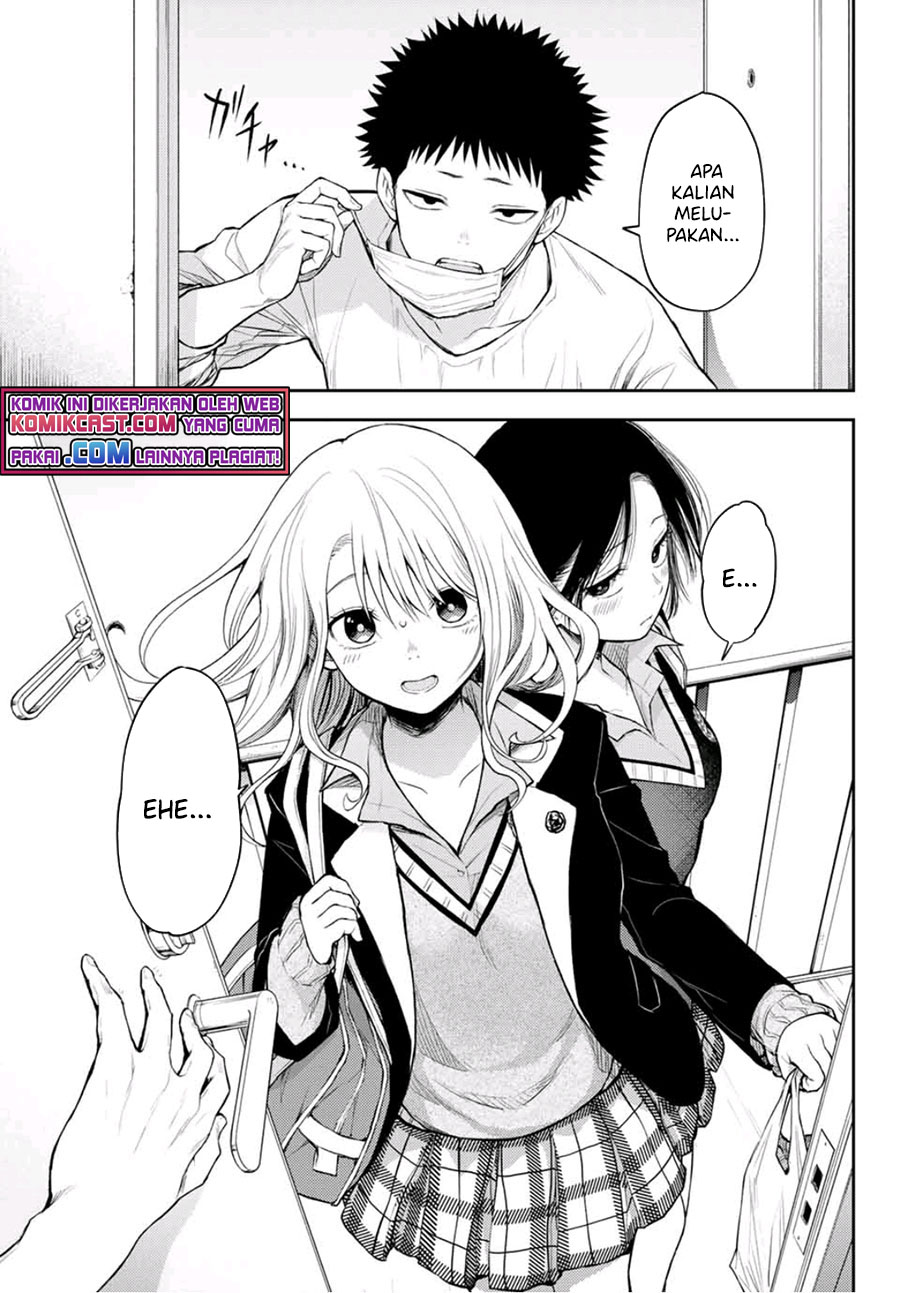 ガチャ...
APA
KALIAN
MELU-
PAKAN...
KOMIK INI DIKERJAKAN OLEH WEB
KOMIKCAST.COM YANG CUMA
PAKAI .COM LAINNYA PLAGIAT!
E...
EHE...